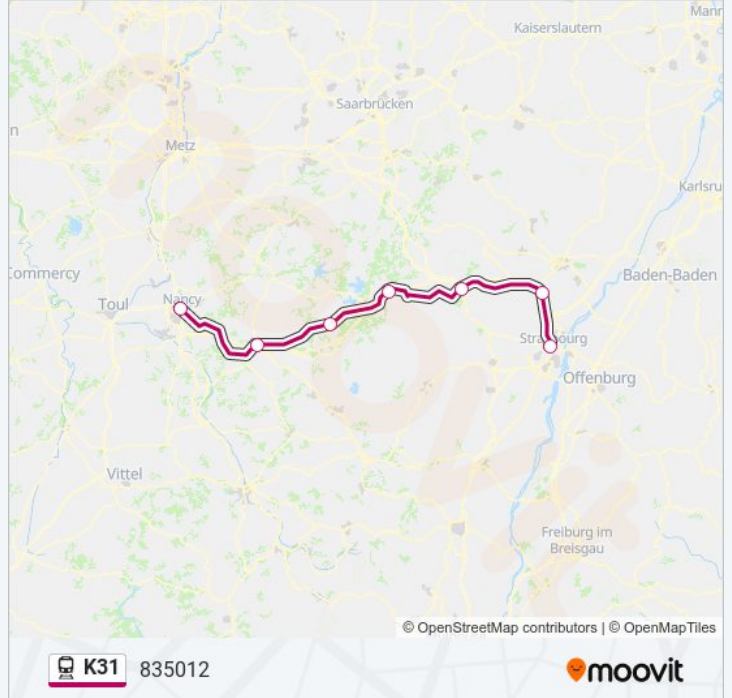 Mann
Kaiserslautern
Saarbrücken
n
Metz
Karlsru
Commercy
Baden-Baden
Toul
Nancy
Strasbourg
Offenburg
Vittel
Freiburg im
Breisgau
© OpenStreetMap contributors | © OpenMapTiles
K31 835012
moovit